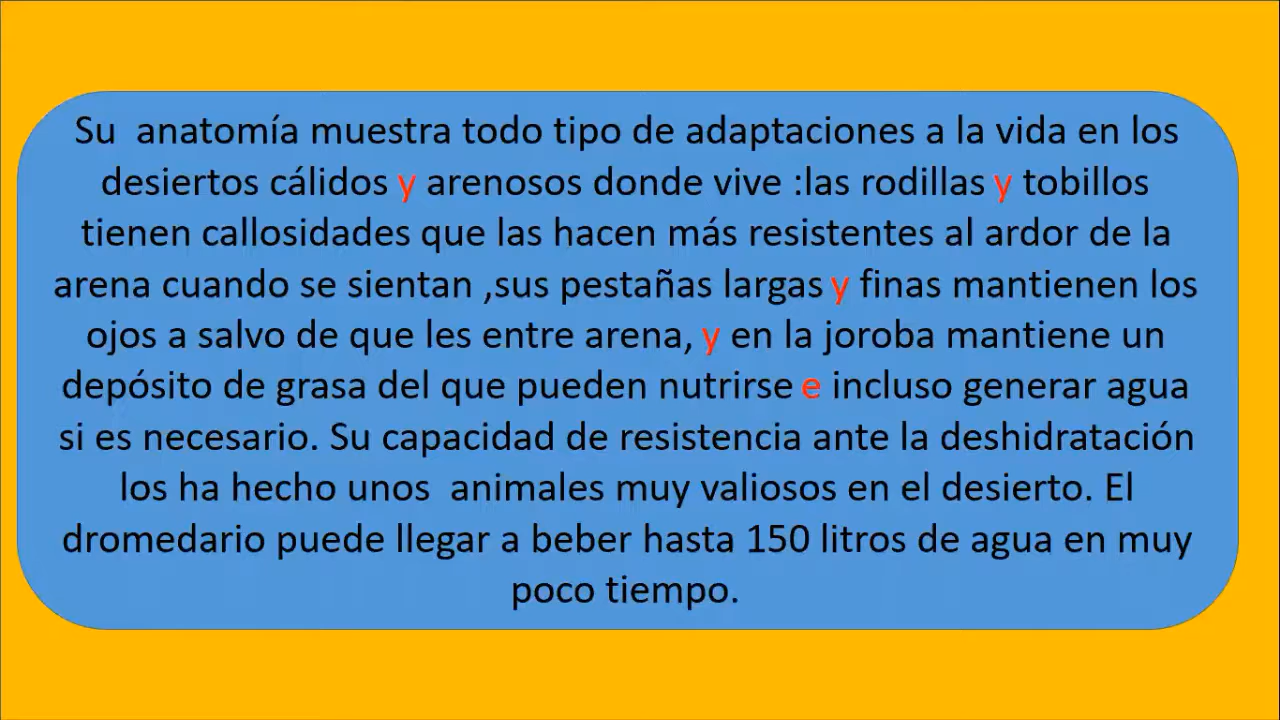 Su  anatomía muestra todo tipo de adaptaciones a la vida en los
desiertos cálidos y arenosos donde vive :las rodillas y tobillos
tienen callosidades que las hacen más resistentes al ardor de la
arena cuando se sientan ,sus pestañas largas y finas mantienen los
ojos a salvo de que les entre arena, y en la joroba mantiene un
depósito de grasa del que pueden nutrirse e incluso generar agua
si es necesario. Su capacidad de resistencia ante la deshidratación
los ha hecho unos  animales muy valiosos en el desierto. El
dromedario puede llegar a beber hasta 150 litros de agua en muy
poco tiempo.